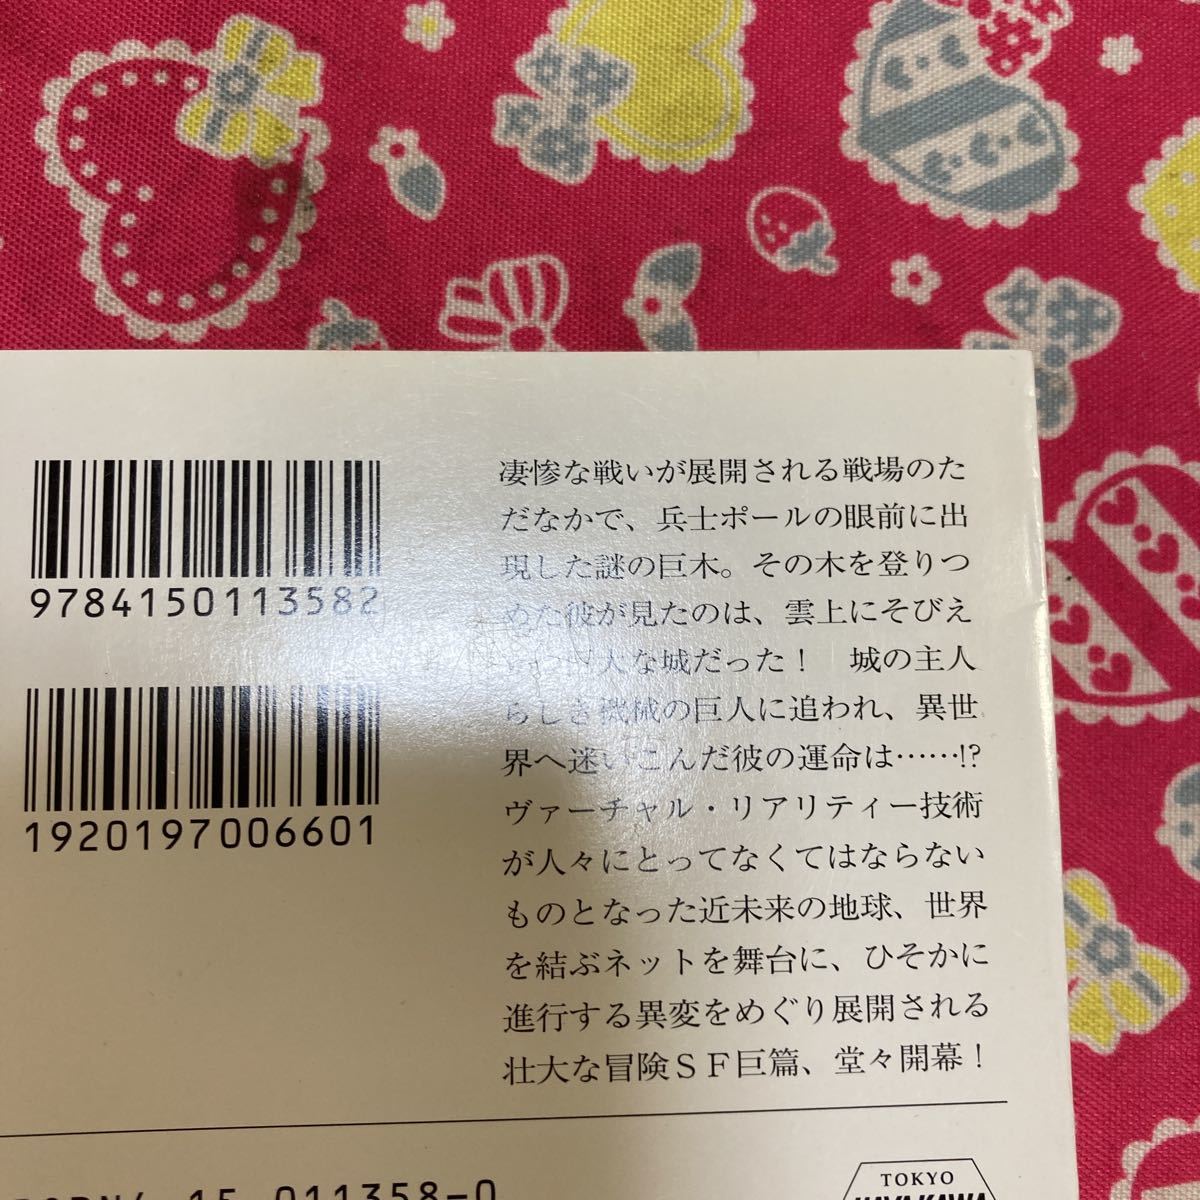 9784150113582
1920197006601
凄惨な戦いが展開される戦場のた
だなかで、兵士ポールの眼前に出
現した謎の巨木。その木を登りつ
めた彼が見たのは、雲上にそびえ
大な城だった！　城の主人
らしき機械の巨人に追われ、異世
界へ迷いこんだ彼の運命は……!?
ヴァーチャル・リアリティー技術
が人々にとってなくてはならない
ものとなった近未来の地球、世界
を結ぶネットを舞台に、ひそかに
進行する異変をめぐり展開される
壮大な冒険ＳＦ巨篇、堂々開幕！
ISBN4-15-011358-0
TOKYO
HAYAKAWA